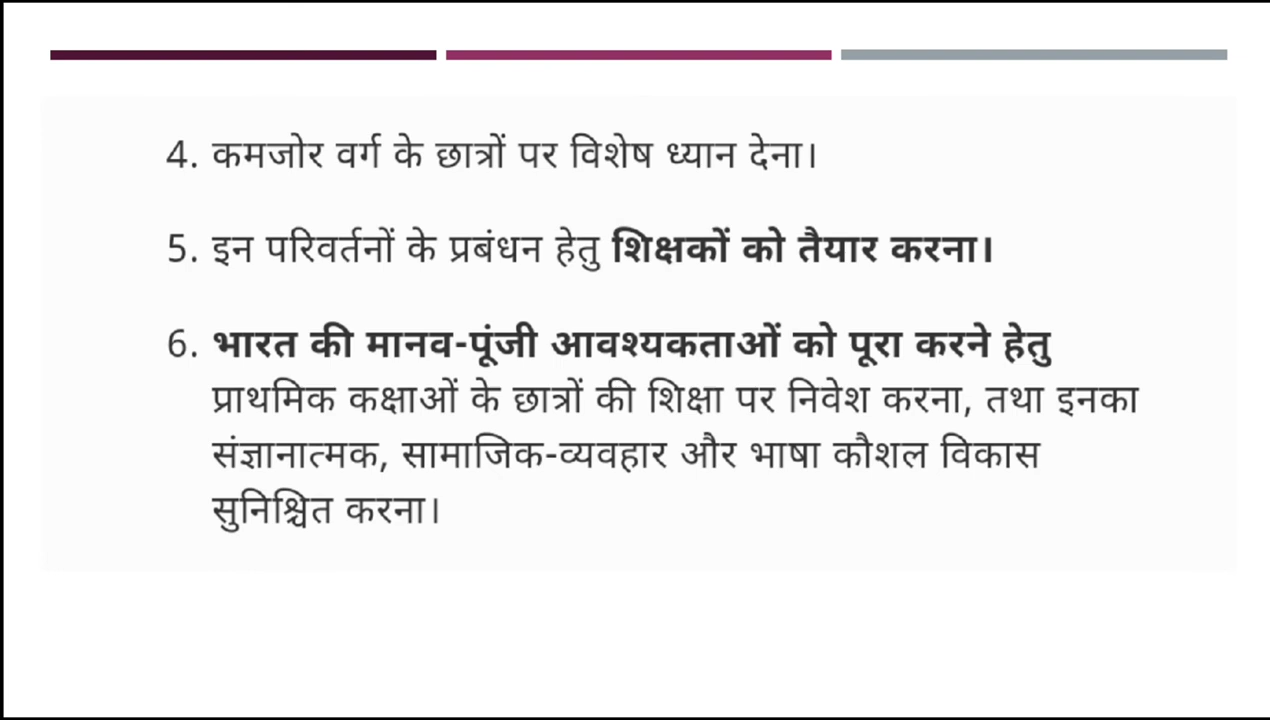 4. कमजोर वर्ग के छात्रों पर विशेष ध्यान देना।
5. इन परिवर्तनों के प्रबंधन हेतु शिक्षकों को तैयार करना।
6. भारत की मानव-पूंजी आवश्यकताओं को पूरा करने हेतु
प्राथमिक कक्षाओं के छात्रों की शिक्षा पर निवेश करना, तथा इनका
संज्ञानात्मक, सामाजिक-व्यवहार और भाषा कौशल विकास
सुनिश्चित करना।